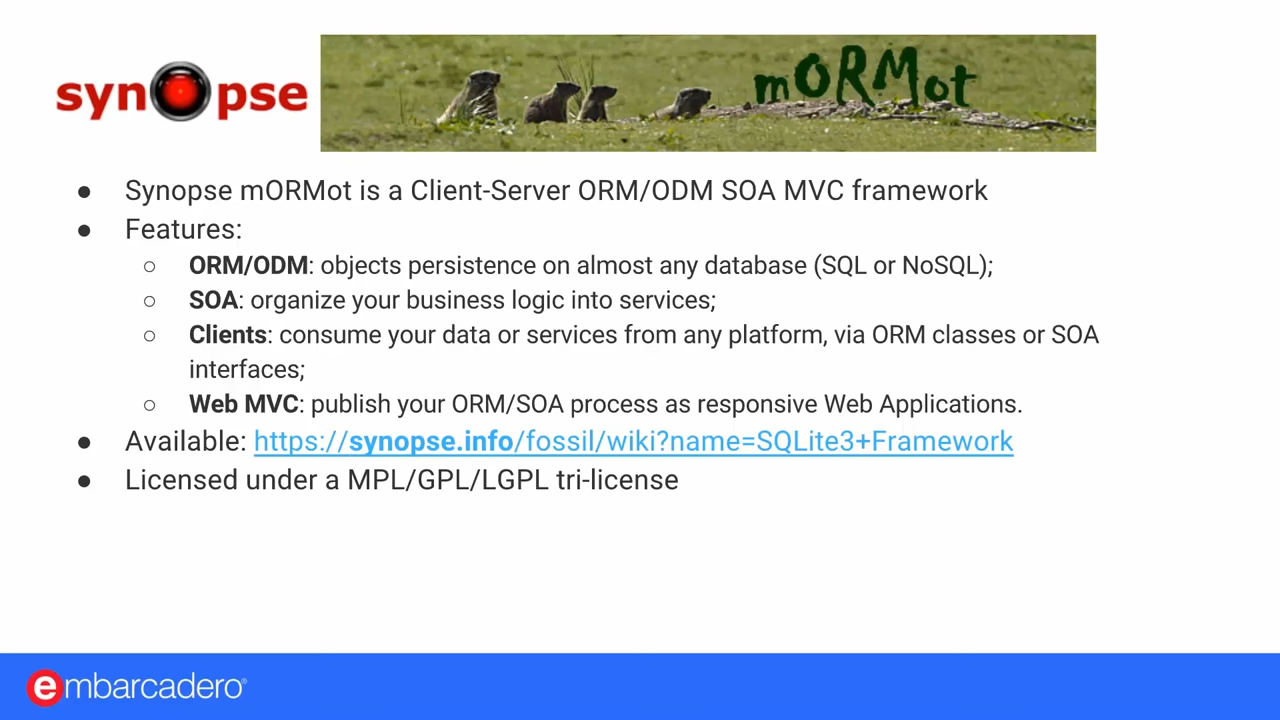 synopse
mORMot
● Synopse mORMot is a Client-Server ORM/ODM SOA MVC framework
● Features:
○ ORM/ODM: objects persistence on almost any database (SQL or NoSQL);
○ SOA: organize your business logic into services;
○ Clients: consume your data or services from any platform, via ORM classes or SOA
interfaces;
○ Web MVC: publish your ORM/SOA process as responsive Web Applications.
● Available: https://synopse.info/fossil/wiki?name=SQLite3+Framework
● Licensed under a MPL/GPL/LGPL tri-license
embarcadero®